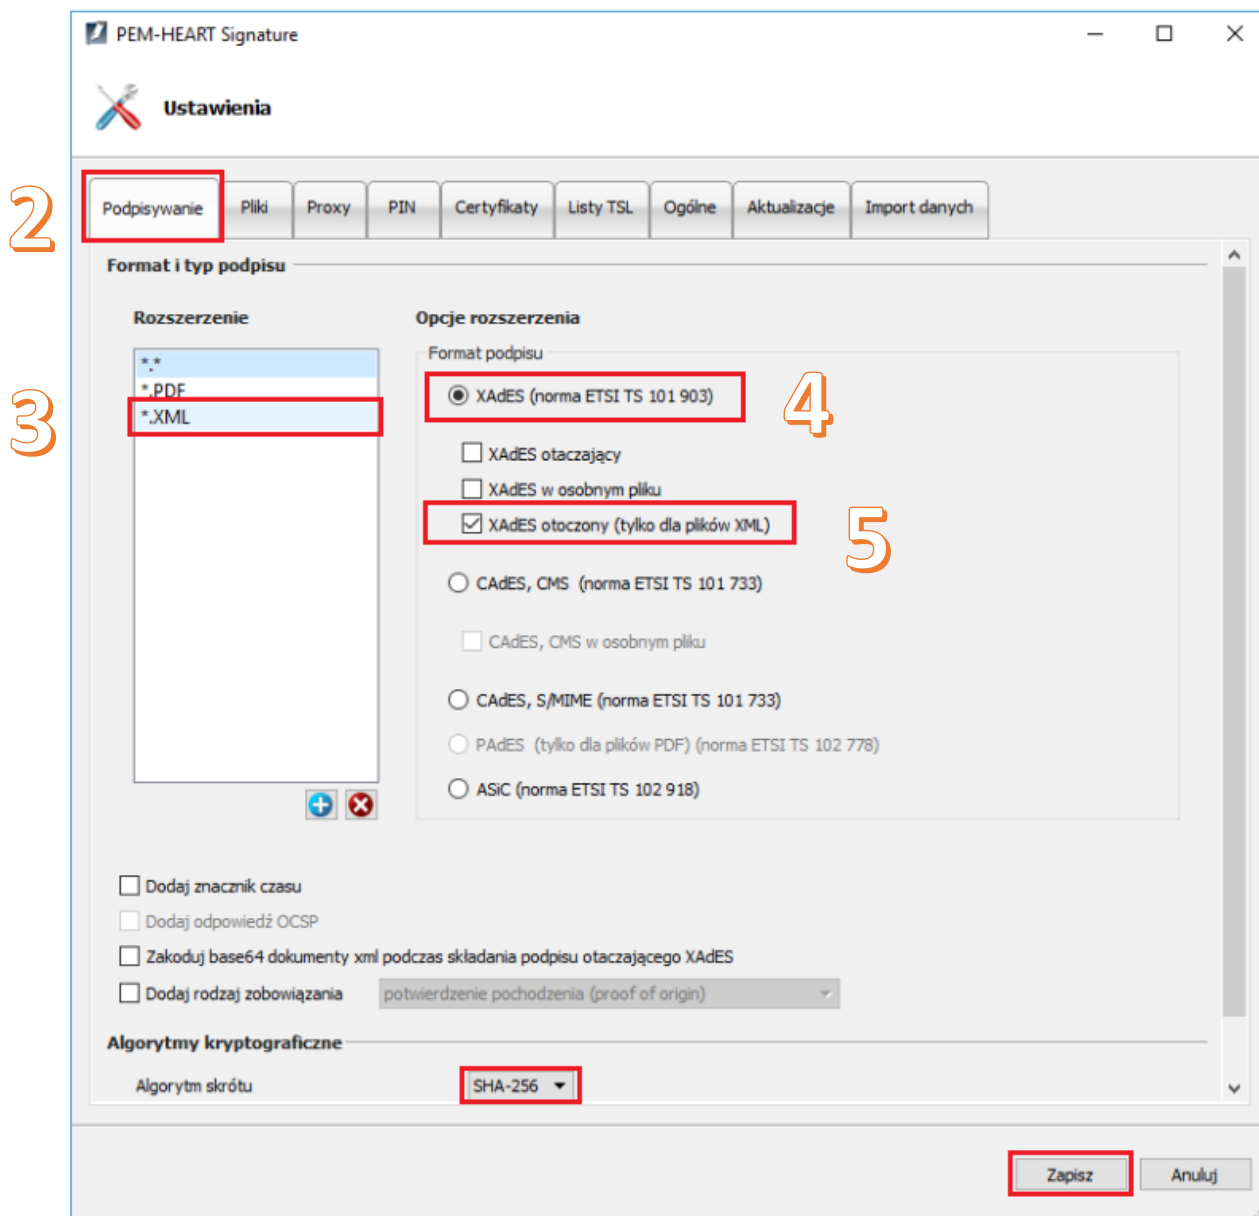 PEM-HEART Signature
Ustawienia
2
Podpisywanie Pliki Proxy PIN Certyfikaty Listy TSL Ogólne Aktualizacje Import danych
Format i typ podpisu
Rozszerzenie
Opcje rozszerzenia
*.*
*.PDF
3
*.XML
Format podpisu
XAdES (norma ETSI TS 101 903)
4
XAdES otaczający
XAdES w osobnym pliku
XAdES otoczony (tylko dla plików XML)
5
CAdES, CMS (norma ETSI TS 101 733)
CAdES, CMS w osobnym pliku
CAdES, S/MIME (norma ETSI TS 101 733)
PAdES (tylko dla plików PDF) (norma ETSI TS 102 778)
ASiC (norma ETSI TS 102 918)
Dodaj znacznik czasu
Dodaj odpowiedź OCSP
Zakoduj base64 dokumenty xml podczas składania podpisu otaczającego XAdES
Dodaj rodzaj zobowiązania potwierdzenie pochodzenia (proof of origin)
Algorytmy kryptograficzne
Algorytm skrótu SHA-256
Zapisz Anuluj